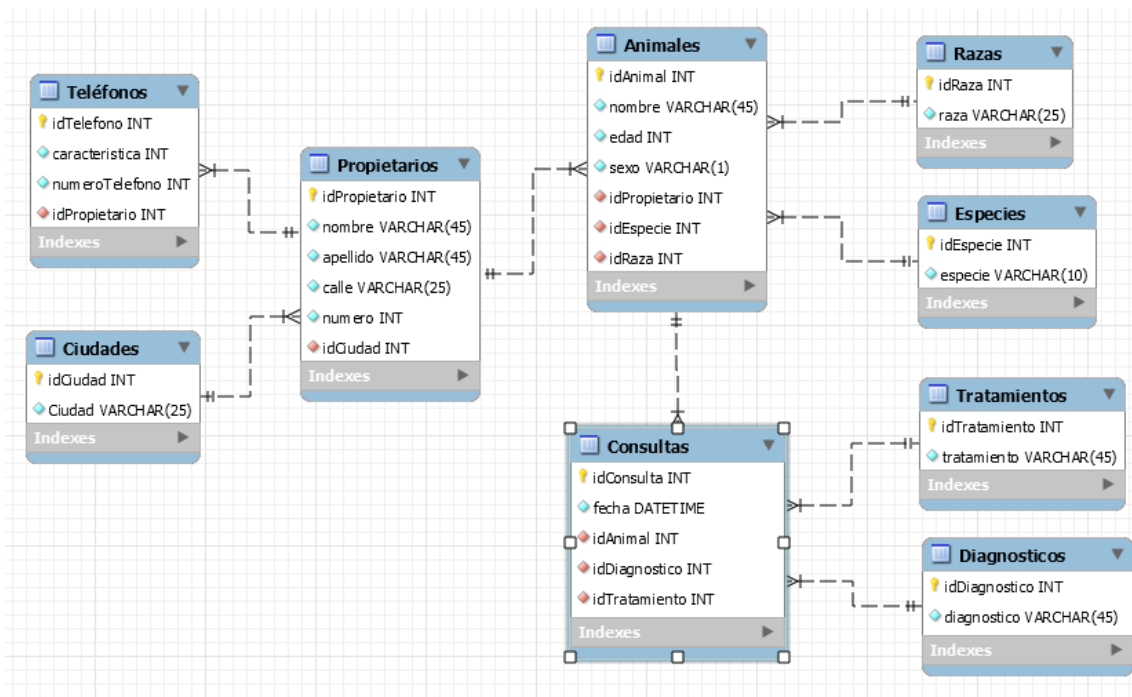 Teléfonos
idTelefono INT
caracteristica INT
numeroTelefono INT
idPropietario INT
Indexes
Ciudades
idCiudad INT
Ciudad VARCHAR(25)
Indexes
Propietarios
idPropietario INT
nombre VARCHAR(45)
apellido VARCHAR(45)
calle VARCHAR(25)
numero INT
idCiudad INT
Indexes
Animales
idAnimal INT
nombre VARCHAR(45)
edad INT
sexo VARCHAR(1)
idPropietario INT
idEspecie INT
idRaza INT
Indexes
Consultas
idConsulta INT
fecha DATETIME
idAnimal INT
idDiagnostico INT
idTratamiento INT
Indexes
Razas
idRaza INT
raza VARCHAR(25)
Indexes
Especies
idEspecie INT
especie VARCHAR(10)
Indexes
Tratamientos
idTratamiento INT
tratamiento VARCHAR(45)
Indexes
Diagnosticos
idDiagnostico INT
diagnostico VARCHAR(45)
Indexes